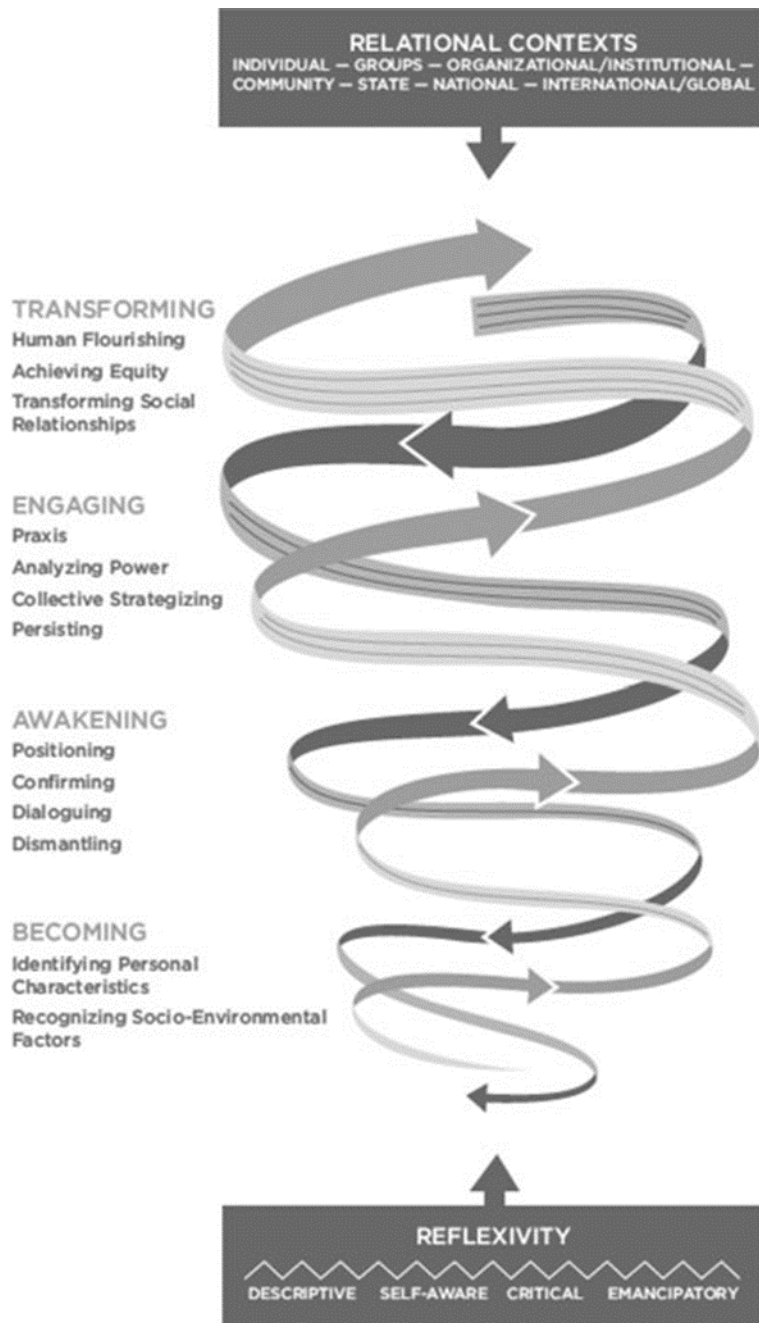 RELATIONAL CONTEXTS
INDIVIDUAL — GROUPS — ORGANIZATIONAL/INSTITUTIONAL —
COMMUNITY — STATE — NATIONAL — INTERNATIONAL/GLOBAL
TRANSFORMING
Human Flourishing
Achieving Equity
Transforming Social
Relationships
ENGAGING
Praxis
Analyzing Power
Collective Strategizing
Persisting
AWAKENING
Positioning
Confirming
Dialoguing
Dismantling
BECOMING
Identifying Personal
Characteristics
Recognizing Socio-Environmental
Factors
REFLEXIVITY
DESCRIPTIVE SELF-AWARE CRITICAL EMANCIPATORY